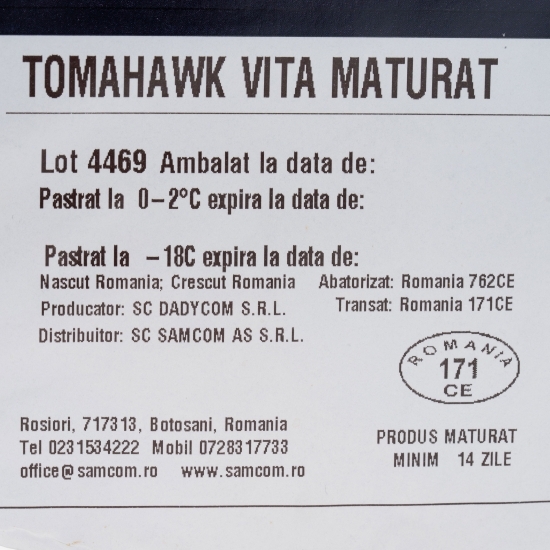 TOMAHAWK VITA MATURAT
Lot 4469 Ambalat la data de:
Pastrat la 0-2°C expira la data de:
Pastrat la -18C expira la data de:
Nascut Romania; Crescut Romania Abatorizat: Romania 762CE
Producator: SC DADYCOM S.R.L. Transat: Romania 171CE
Distribuitor: SC SAMCOM AS S.R.L.
ROMANIA
171
CE
Rosiori, 717313, Botosani, Romania
Tel 0231534222 Mobil 0728317733
office@samcom.ro www.samcom.ro
PRODUS MATURAT
MINIM 14 ZILE